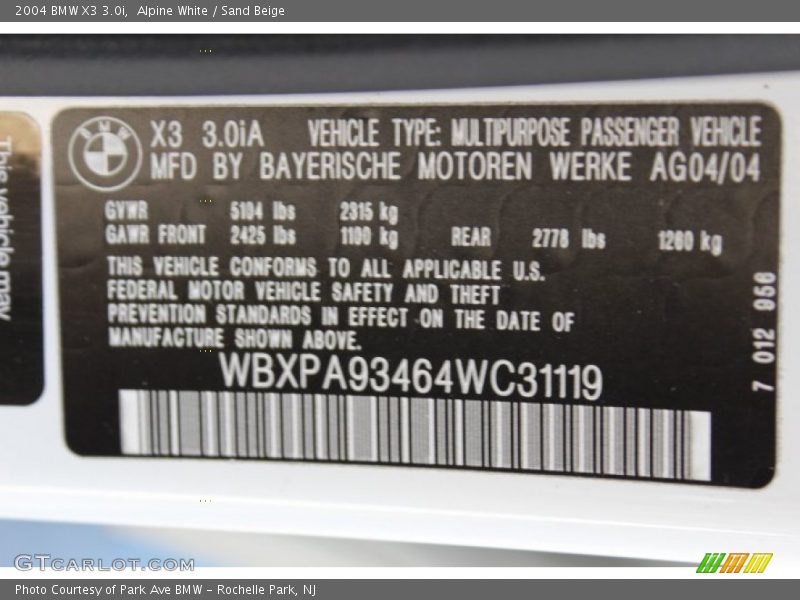 2004 BMW X3 3.0i, Alpine White / Sand Beige
This vehicle may
BMW
X3 3.0iA VEHICLE TYPE: MULTIPURPOSE PASSENGER VEHICLE
MFD BY BAYERISCHE MOTOREN WERKE AG04/04
GVWR 5104 lbs 2315 kg
GAWR FRONT 2425 lbs 1100 kg REAR 2778 lbs 1260 kg
THIS VEHICLE CONFORMS TO ALL APPLICABLE U.S.
FEDERAL MOTOR VEHICLE SAFETY AND THEFT
PREVENTION STANDARDS IN EFFECT ON THE DATE OF
MANUFACTURE SHOWN ABOVE.
WBXPA93464WC31119
7 012 956
GTCARLOT.COM
Photo Courtesy of Park Ave BMW - Rochelle Park, NJ